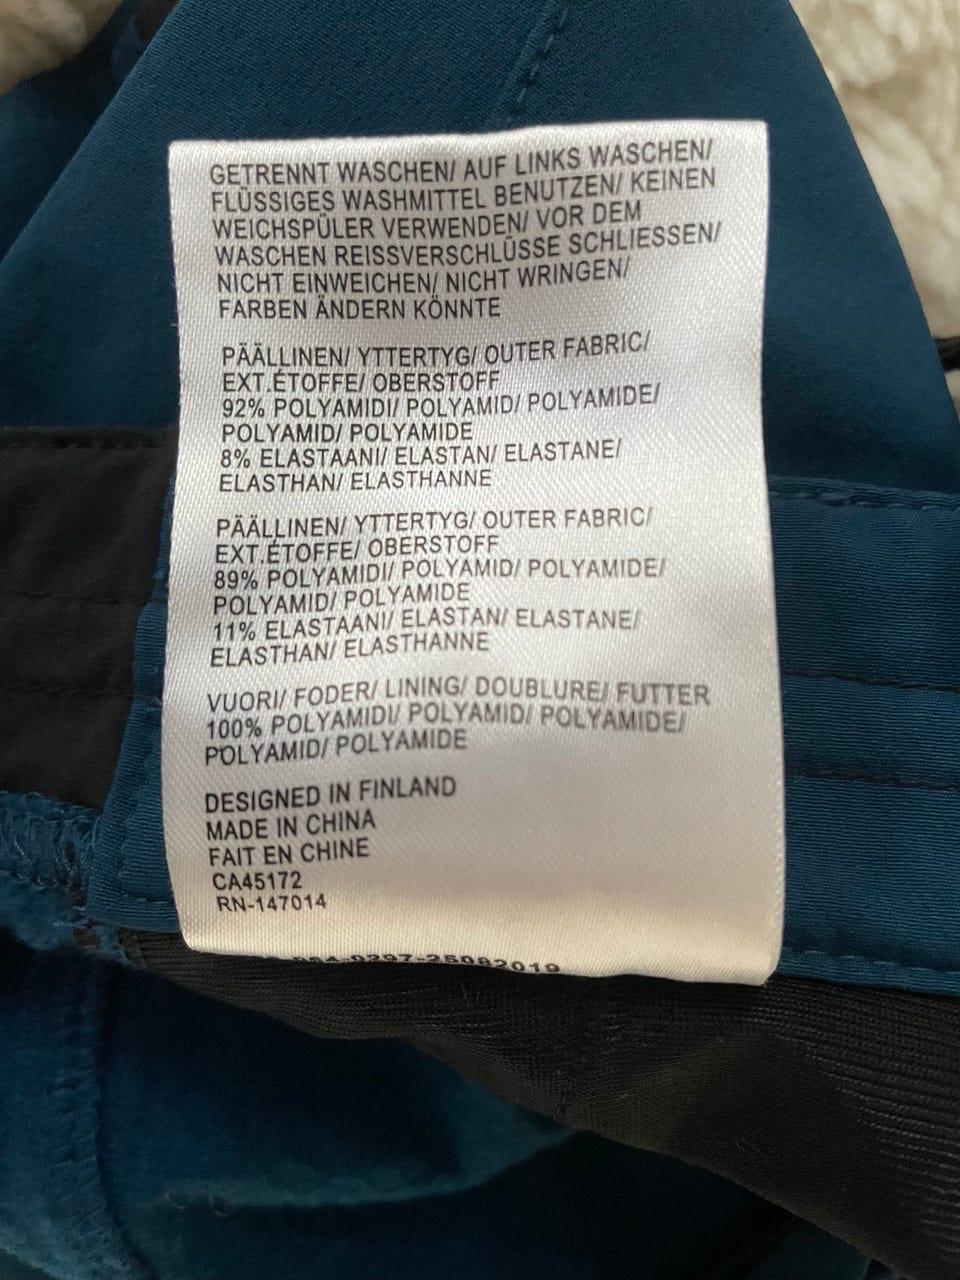 GETRENNT WASCHEN/ AUF LINKS WASCHEN/
FLÜSSIGES WASHMITTEL BENUTZEN/ KEINEN
WEICHSPÜLER VERWENDEN/ VOR DEM
WASCHEN REISSVERSCHLÜSSE SCHLIESSEN/
NICHT EINWEICHEN/ NICHT WRINGEN/
FARBEN ÄNDERN KÖNNTE
PÄÄLLINEN/ YTTERTYG/ OUTER FABRIC/
EXT.ÉTOFFE/ OBERSTOFF
92% POLYAMIDI/ POLYAMID/ POLYAMIDE/
POLYAMID/ POLYAMIDE
8% ELASTAANI/ ELASTAN/ ELASTANE/
ELASTHAN/ ELASTHANNE
PÄÄLLINEN/ YTTERTYG/ OUTER FABRIC/
EXT.ÉTOFFE/ OBERSTOFF
89% POLYAMIDI/ POLYAMID/ POLYAMIDE/
POLYAMID/ POLYAMIDE
11% ELASTAANI/ ELASTAN/ ELASTANE/
ELASTHAN/ ELASTHANNE
VUORI/ FODER/ LINING/ DOUBLURE/ FUTTER
100% POLYAMIDI/ POLYAMID/ POLYAMIDE/
POLYAMID/ POLYAMIDE
DESIGNED IN FINLAND
MADE IN CHINA
FAIT EN CHINE
CA45172
RN-147014